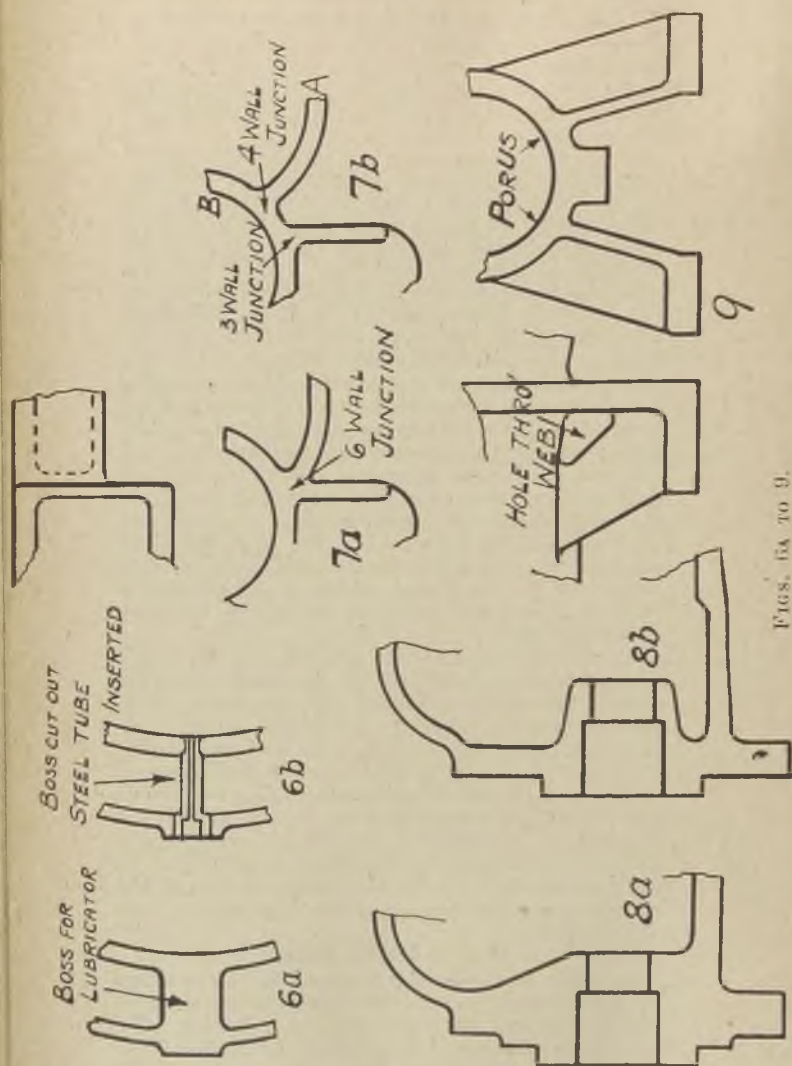 BOSS FOR
LUBRICATOR
6a
BOSS CUT OUT
STEEL TUBE
INSERTED
6b
6 WALL
JUNCTION
7a
B
4 WALL
JUNCTION
A
3 WALL
JUNCTION
7b
8a
8b
HOLE THRO'
WEB
PORUS
9
FIGS. 6A TO 9.